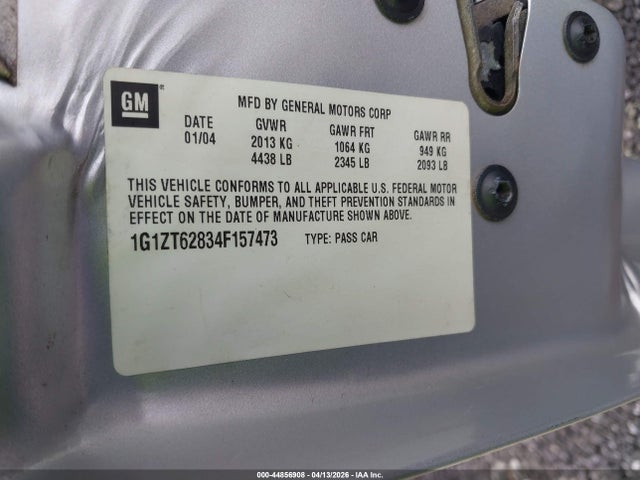 GM ®
MFD BY GENERAL MOTORS CORP
DATE GVWR GAWR FRT GAWR RR
01/04 2013 KG 1064 KG 949 KG
4438 LB 2345 LB 2093 LB
THIS VEHICLE CONFORMS TO ALL APPLICABLE U.S. FEDERAL MOTOR
VEHICLE SAFETY, BUMPER, AND THEFT PREVENTION STANDARDS IN
EFFECT ON THE DATE OF MANUFACTURE SHOWN ABOVE.
1G1ZT62834F157473 TYPE: PASS CAR
000-44856908 - 04/13/2026 - IAA Inc.